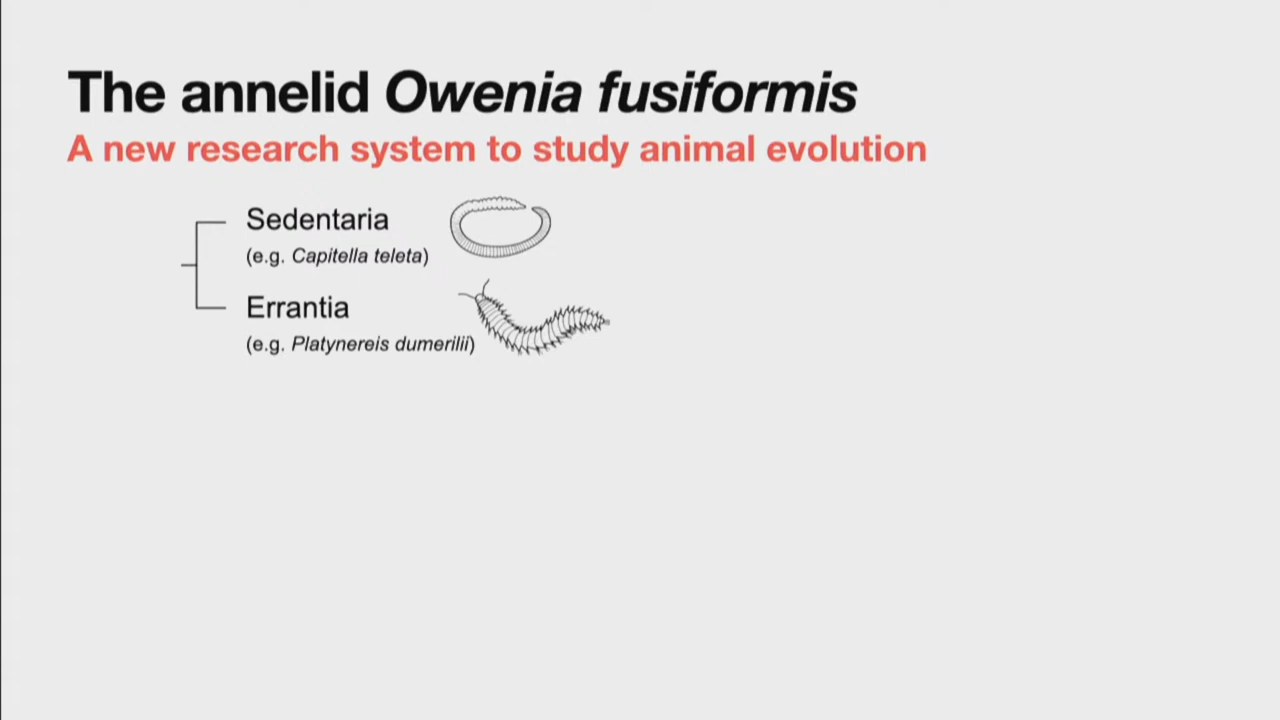 The annelid Owenia fusiformis
A new research system to study animal evolution
Sedentaria
(e.g. Capitella teleta)
Errantia
(e.g. Platynereis dumerilii)